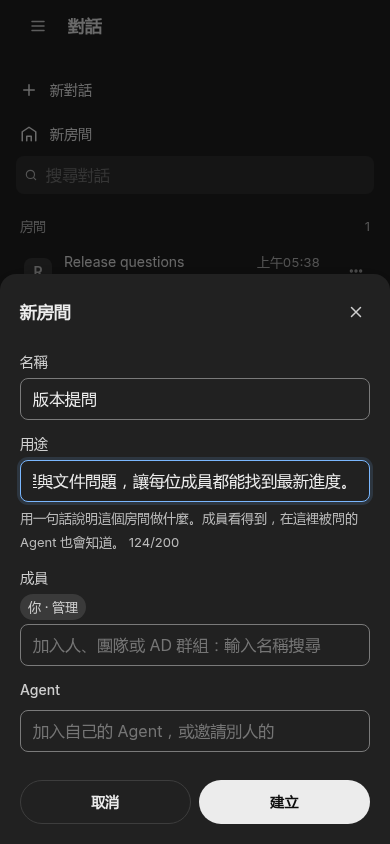 對話
新對話
新房間
搜尋對話
房間 1
R Release questions 上午05:38
新房間
名稱
版本提問
用途
與文件問題，讓每位成員都能找到最新進度。
用一句話說明這個房間做什麼。成員看得到，在這裡被問的
Agent 也會知道。 124/200
成員
你 · 管理
加入人、團隊或 AD 群組：輸入名稱搜尋
Agent
加入自己的 Agent，或邀請別人的
取消 建立